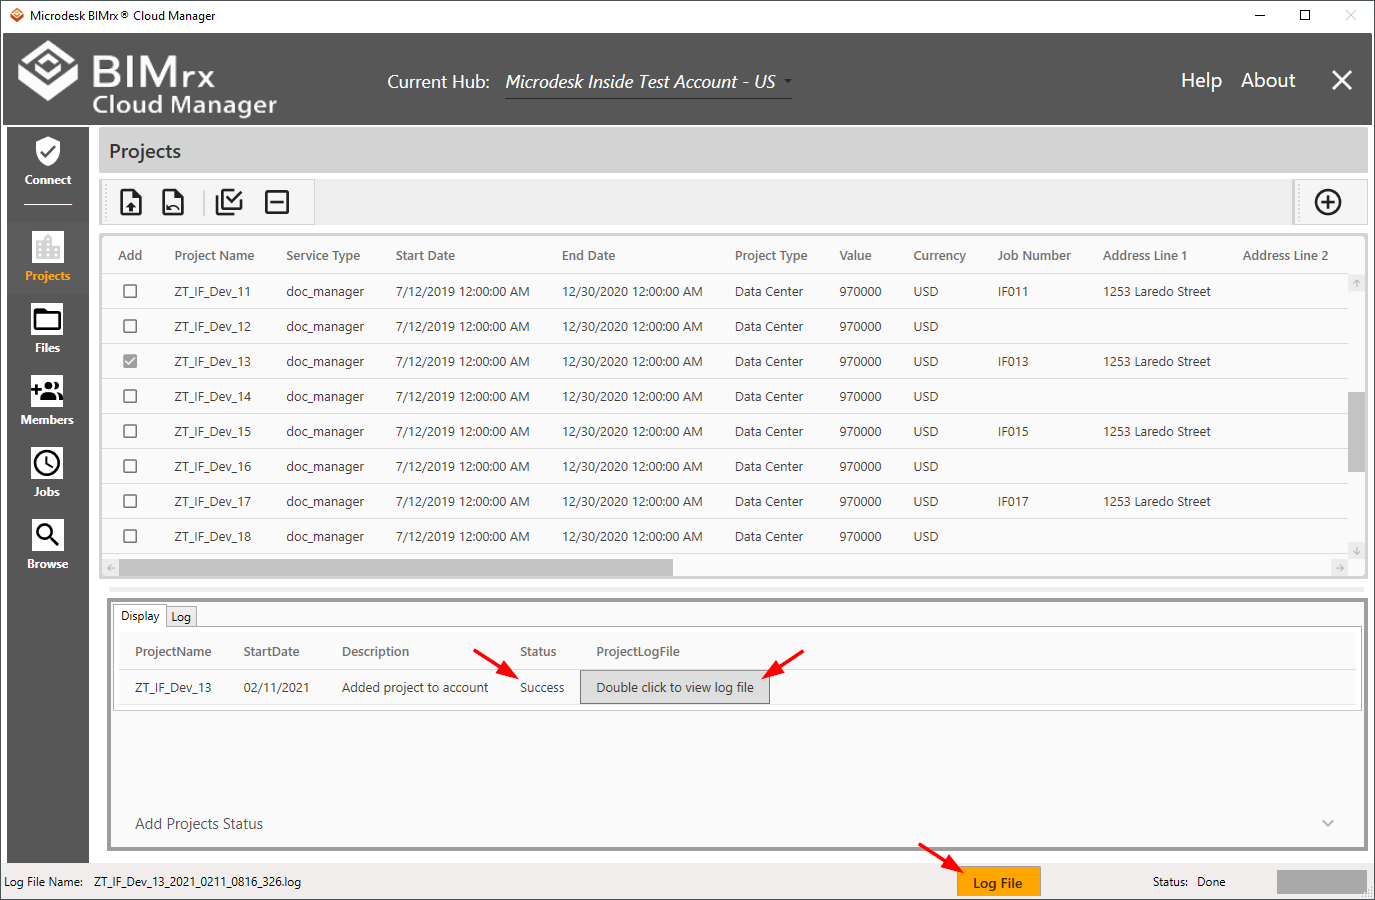 Microdesk BIMrx® Cloud Manager
BIMrx
Cloud Manager
Current Hub: Microdesk Inside Test Account - US
Help About
Connect
Projects
Files
Members
Jobs
Browse
Projects
Add Project Name Service Type Start Date End Date Project Type Value Currency Job Number Address Line 1 Address Line 2
ZT_IF_Dev_11 doc_manager 7/12/2019 12:00:00 AM 12/30/2020 12:00:00 AM Data Center 970000 USD IF011 1253 Laredo Street
ZT_IF_Dev_12 doc_manager 7/12/2019 12:00:00 AM 12/30/2020 12:00:00 AM Data Center 970000 USD
ZT_IF_Dev_13 doc_manager 7/12/2019 12:00:00 AM 12/30/2020 12:00:00 AM Data Center 970000 USD IF013 1253 Laredo Street
ZT_IF_Dev_14 doc_manager 7/12/2019 12:00:00 AM 12/30/2020 12:00:00 AM Data Center 970000 USD
ZT_IF_Dev_15 doc_manager 7/12/2019 12:00:00 AM 12/30/2020 12:00:00 AM Data Center 970000 USD IF015 1253 Laredo Street
ZT_IF_Dev_16 doc_manager 7/12/2019 12:00:00 AM 12/30/2020 12:00:00 AM Data Center 970000 USD
ZT_IF_Dev_17 doc_manager 7/12/2019 12:00:00 AM 12/30/2020 12:00:00 AM Data Center 970000 USD IF017 1253 Laredo Street
ZT_IF_Dev_18 doc_manager 7/12/2019 12:00:00 AM 12/30/2020 12:00:00 AM Data Center 970000 USD
Display Log
ProjectName StartDate Description Status ProjectLogFile
ZT_IF_Dev_13 02/11/2021 Added project to account Success Double click to view log file
Add Projects Status
Log File Name: ZT_IF_Dev_13_2021_0211_0816_326.log
Log File
Status: Done